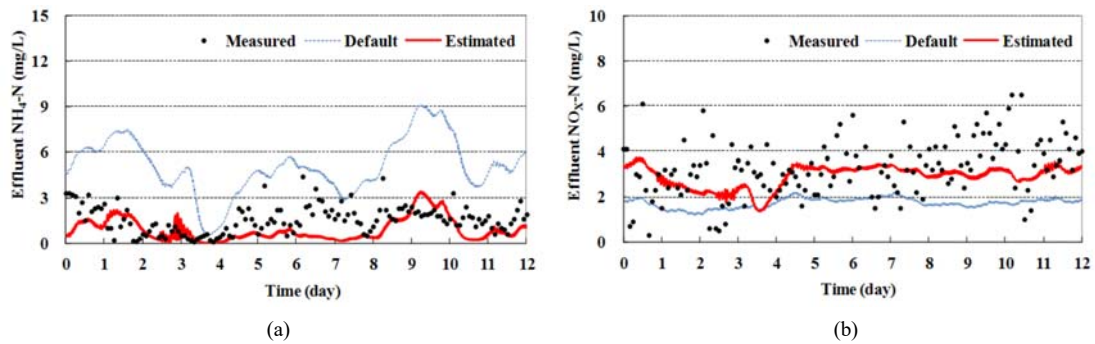 15
12
9
6
3
0
Effluent NH4-N (mg/L)
Measured Default Estimated
0 1 2 3 4 5 6 7 8 9 10 11 12
Time (day)
(a)
10
8
6
4
2
0
Effluent NOX-N (mg/L)
Measured Default Estimated
0 1 2 3 4 5 6 7 8 9 10 11 12
Time (day)
(b)